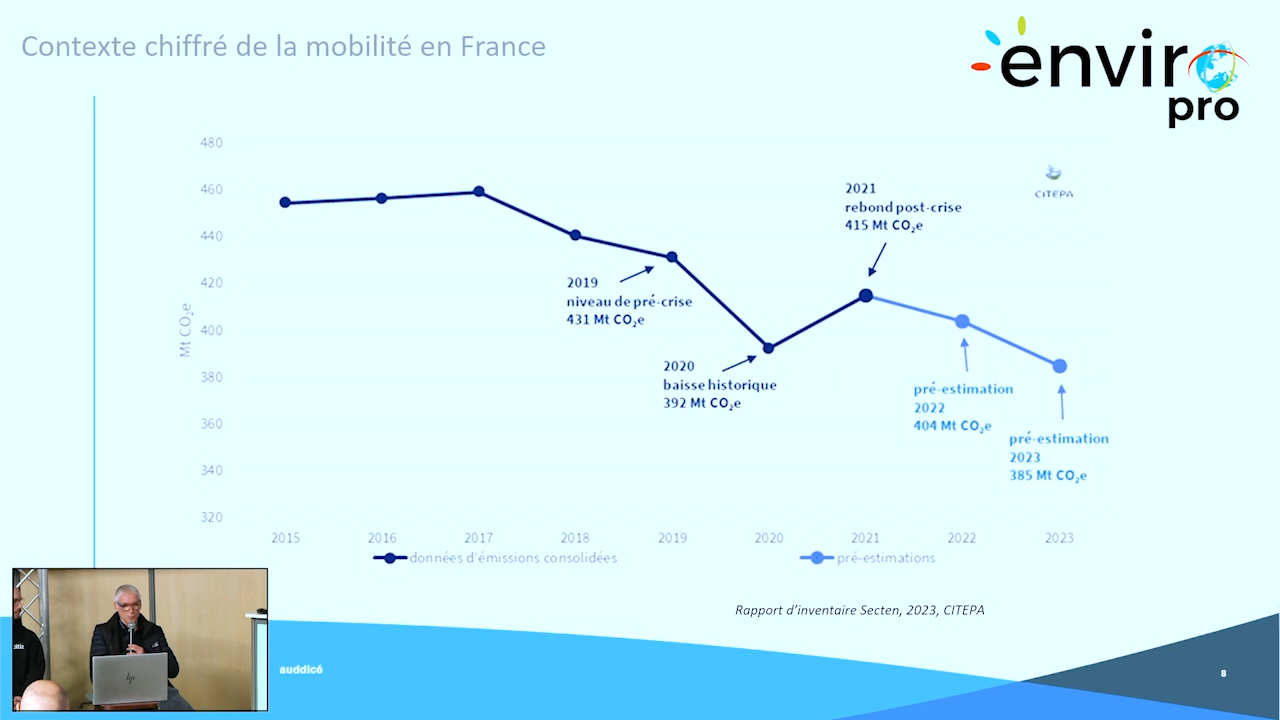 Contexte chiffré de la mobilité en France
enviro
pro
480
460
440
420
400
380
360
340
320
Mt CO₂e
CITEPA
2019
niveau de pré-crise
431 Mt CO₂e
2020
baisse historique
392 Mt CO₂e
2021
rebond post-crise
415 Mt CO₂e
pré-estimation
2022
404 Mt CO₂e
pré-estimation
2023
385 Mt CO₂e
2015 2016 2017 2018 2019 2020 2021 2022 2023
données d'émissions consolidées pré-estimations
Rapport d'inventaire Secten, 2023, CITEPA
auddicé
8
hp